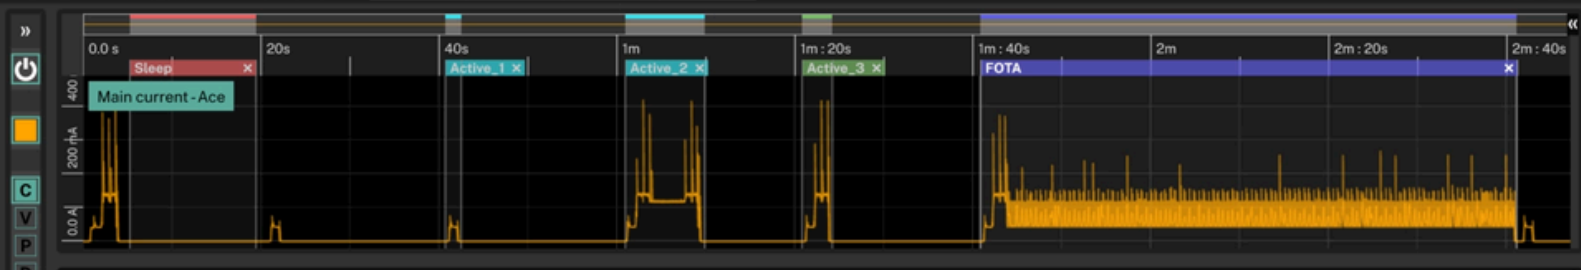 »
«
0.0 s 20s 40s 1m 1m : 20s 1m : 40s 2m 2m : 20s 2m : 40s
Sleep × Active_1 × Active_2 × Active_3 × FOTA ×
Main current - Ace
400
200 mA
0.0 A
C
V
P